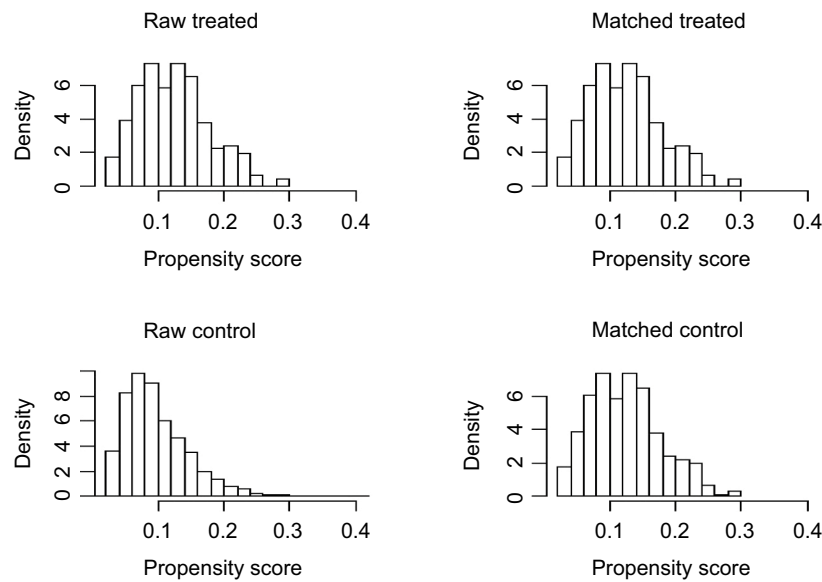 Raw treated
Density
0 2 4 6
0.1 0.2 0.3 0.4
Propensity score
Matched treated
Density
0 2 4 6
0.1 0.2 0.3 0.4
Propensity score
Raw control
Density
0 2 4 6 8
0.1 0.2 0.3 0.4
Propensity score
Matched control
Density
0 2 4 6
0.1 0.2 0.3 0.4
Propensity score